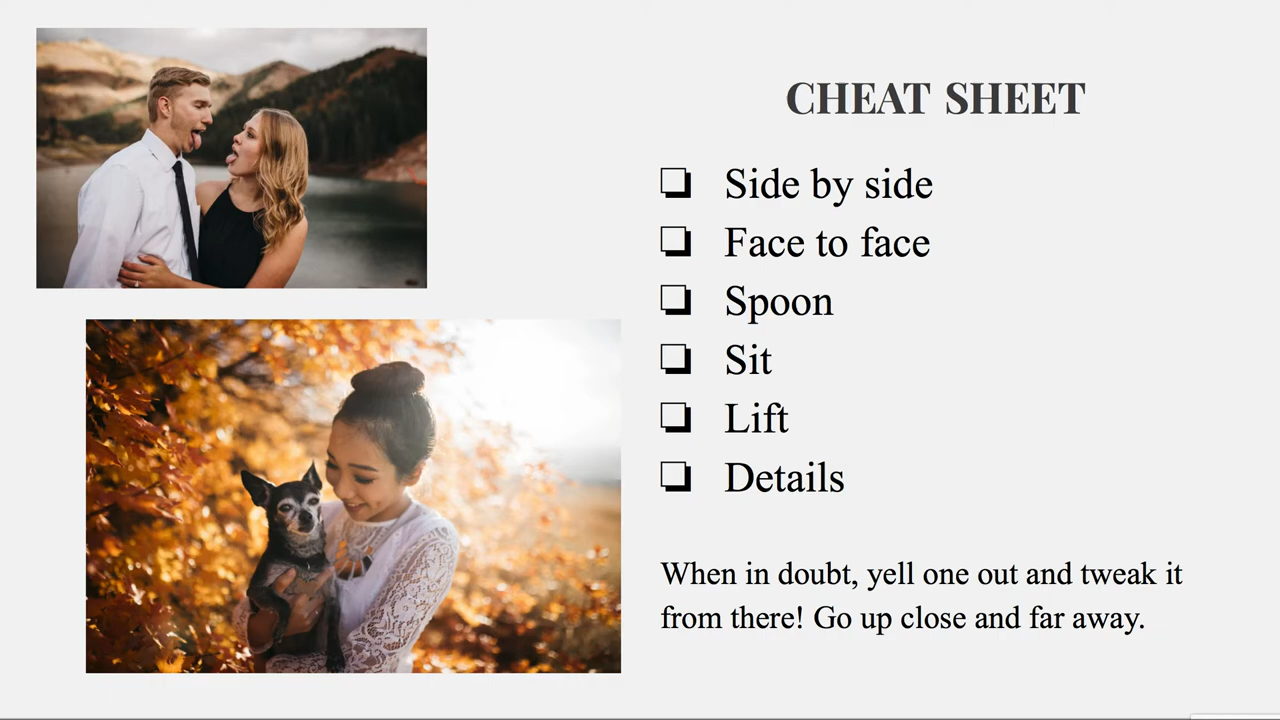 CHEAT SHEET
Side by side
Face to face
Spoon
Sit
Lift
Details
When in doubt, yell one out and tweak it
from there! Go up close and far away.